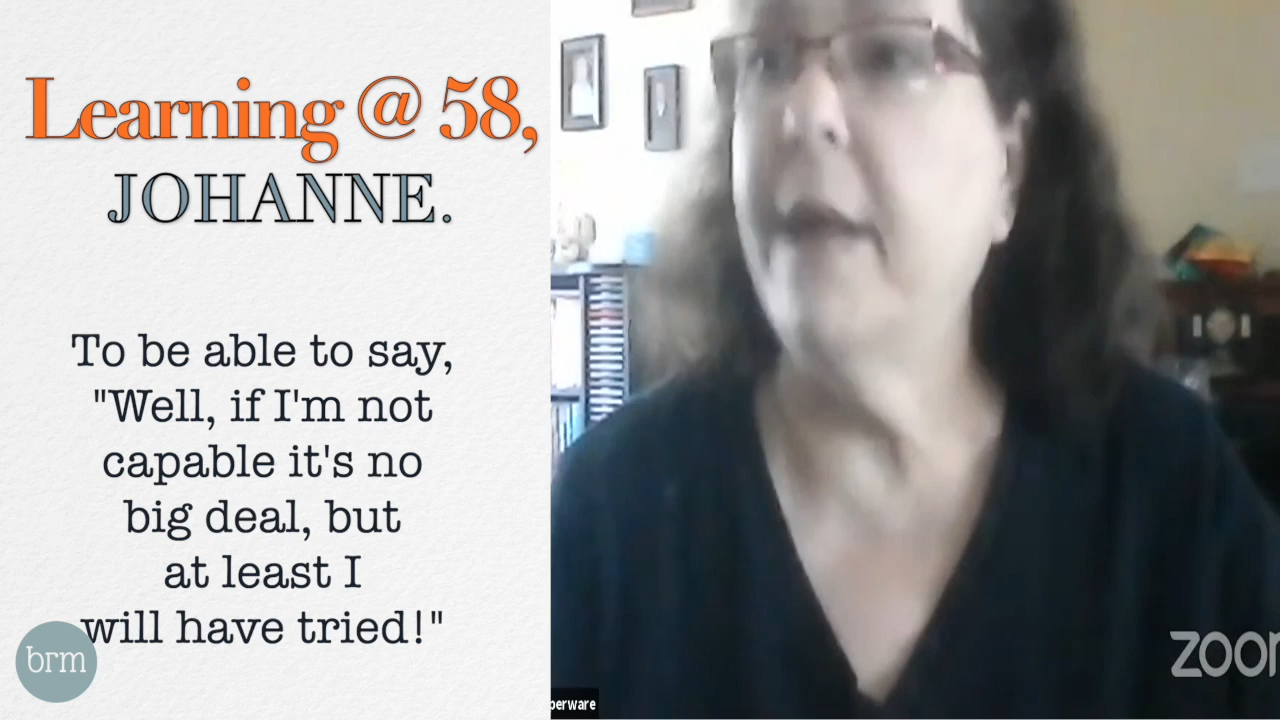 Learning @ 58,
JOHANNE.
To be able to say,
"Well, if I'm not
capable it's no
big deal, but
at least I
will have tried!"
brm
perware
zoom